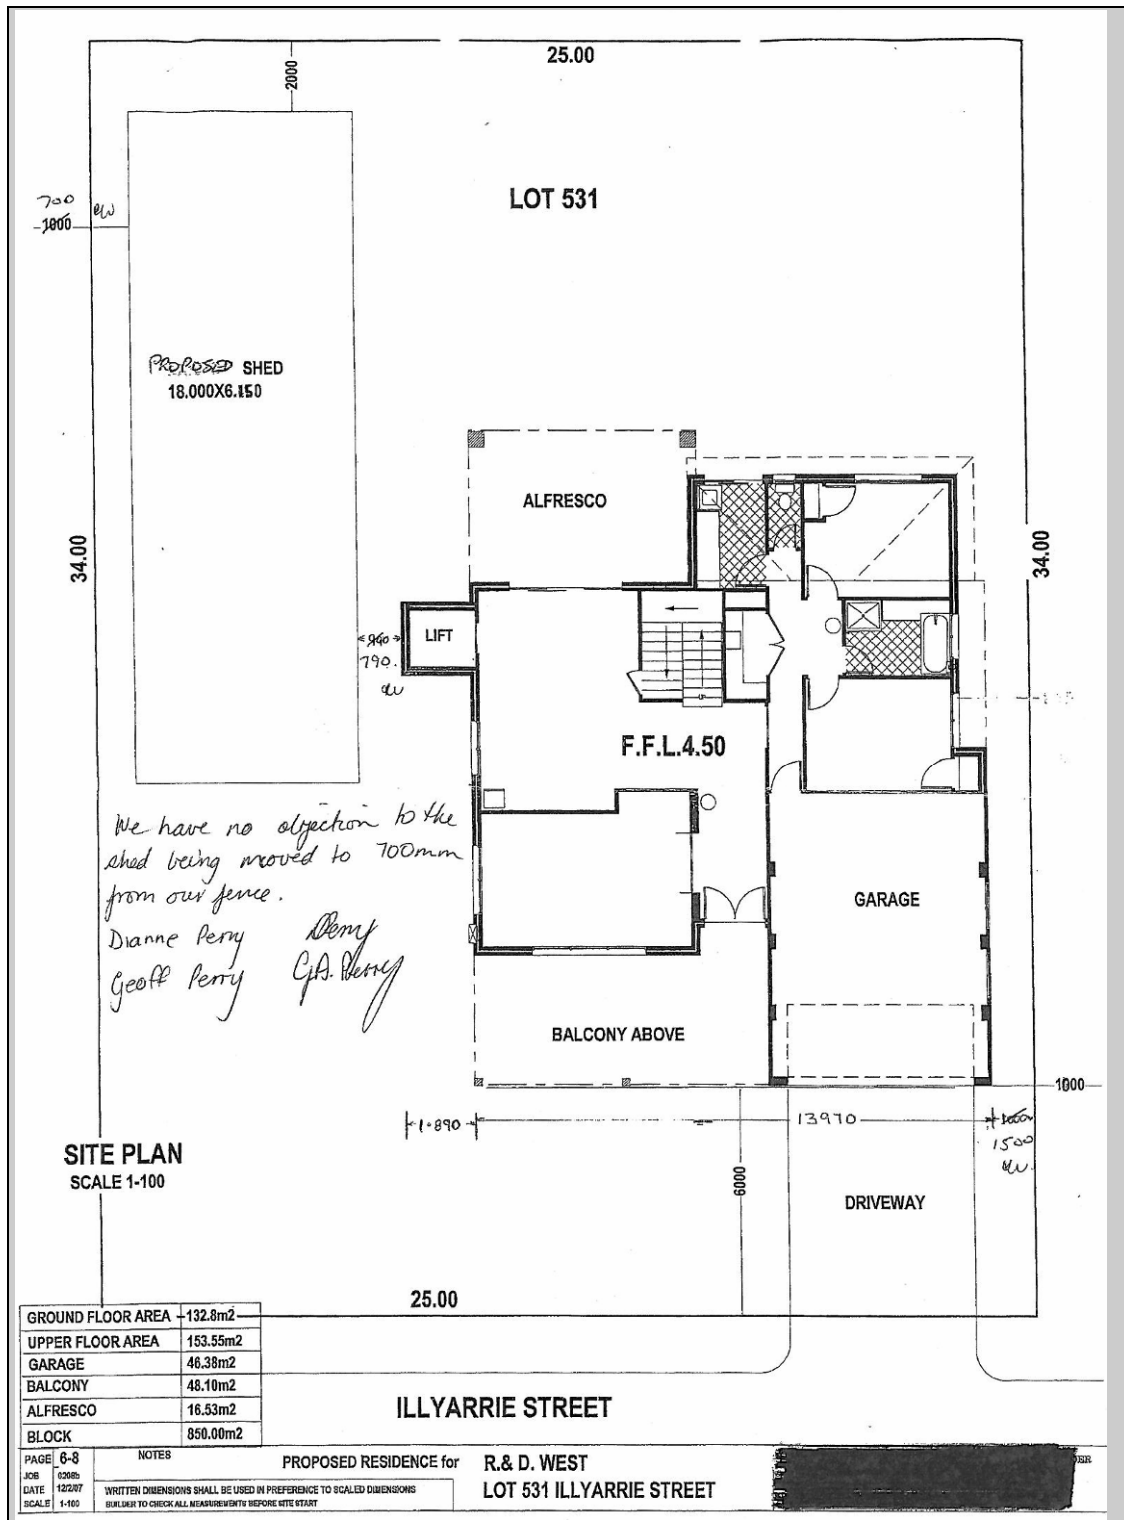 25.00
2000
LOT 531
700
1000
PROPOSED SHED
18.000X6.150
ALFRESCO
34.00
34.00
LIFT
790.
F.F.L.4.50
We have no objection to the
shed being moved to 700mm
from our fence.
Dianne Perry
Geoff Perry G.A. Perry
GARAGE
BALCONY ABOVE
1000
1.890
13970
1000
1500
SITE PLAN
SCALE 1-100
6000
DRIVEWAY
25.00
GROUND FLOOR AREA 132.8m2
UPPER FLOOR AREA 153.55m2
GARAGE 46.38m2
BALCONY 48.10m2
ALFRESCO 16.53m2
BLOCK 850.00m2
ILLYARRIE STREET
PAGE 6-8
JOB 0208b
DATE 12/2/07
SCALE 1-100
NOTES
WRITTEN DIMENSIONS SHALL BE USED IN PREFERENCE TO SCALED DIMENSIONS
BUILDER TO CHECK ALL MEASUREMENTS BEFORE SITE START
PROPOSED RESIDENCE for R.& D. WEST
LOT 531 ILLYARRIE STREET